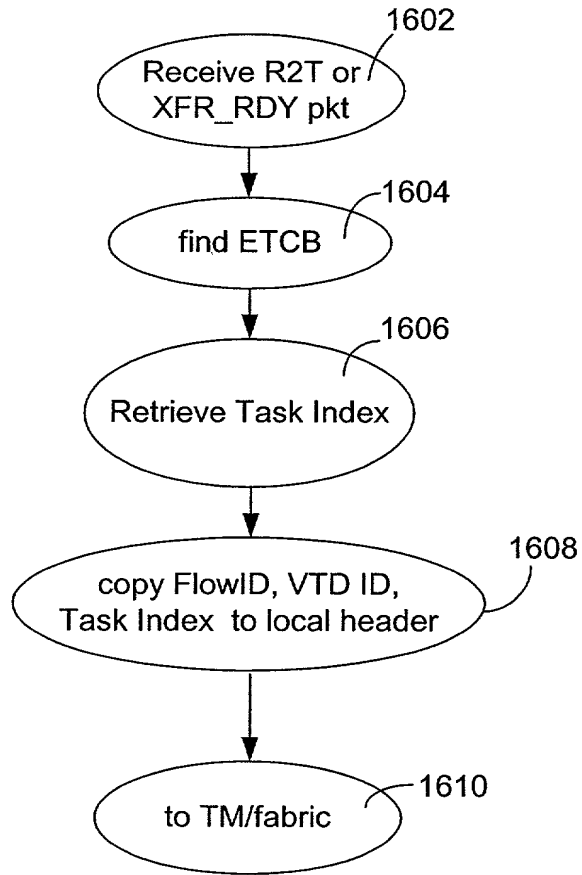 1602
Receive R2T or
XFR_RDY pkt
1604
find ETCB
1606
Retrieve Task Index
1608
copy FlowID, VTD ID,
Task Index to local header
1610
to TM/fabric